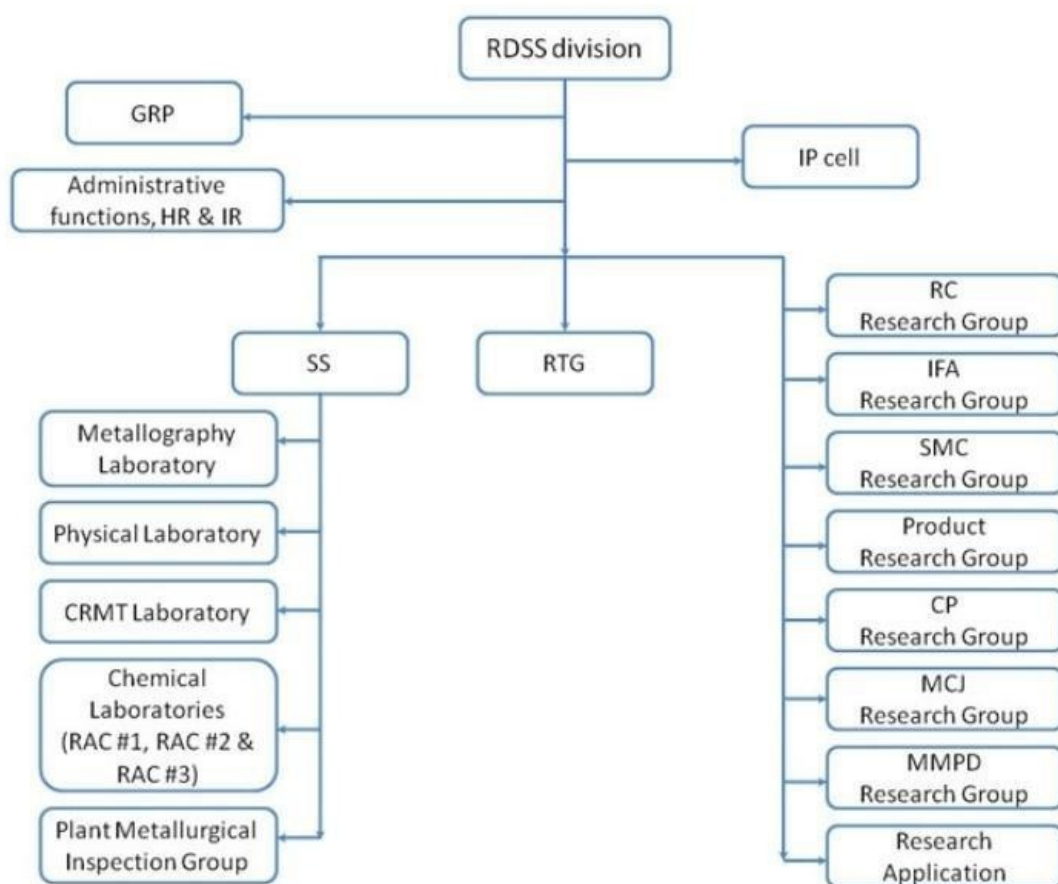 RDSS division
GRP
IP cell
Administrative
functions, HR & IR
SS
RTG
Metallography
Laboratory
Physical Laboratory
CRMT Laboratory
Chemical
Laboratories
(RAC #1, RAC #2 &
RAC #3)
Plant Metallurgical
Inspection Group
RC
Research Group
IFA
Research Group
SMC
Research Group
Product
Research Group
CP
Research Group
MCJ
Research Group
MMPD
Research Group
Research
Application